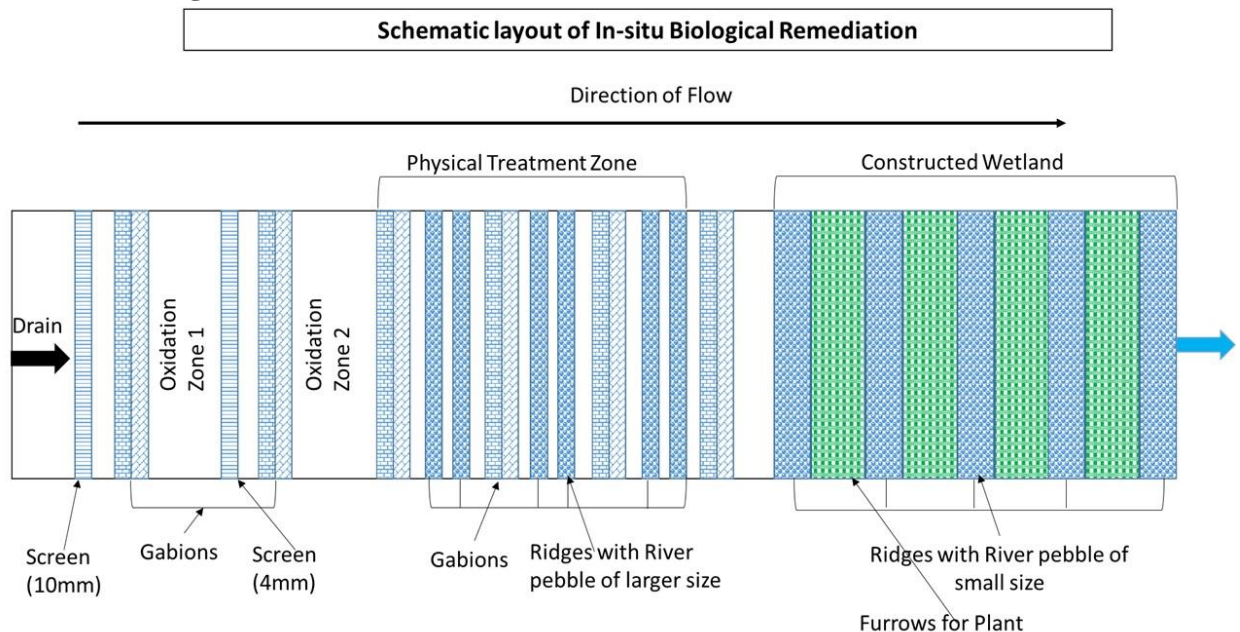 Schematic layout of In-situ Biological Remediation
Direction of Flow
Physical Treatment Zone
Constructed Wetland
Drain
Oxidation
Zone 1
Oxidation
Zone 2
Screen
(10mm)
Gabions
Screen
(4mm)
Gabions
Ridges with River
pebble of larger size
Ridges with River pebble of
small size
Furrows for Plant